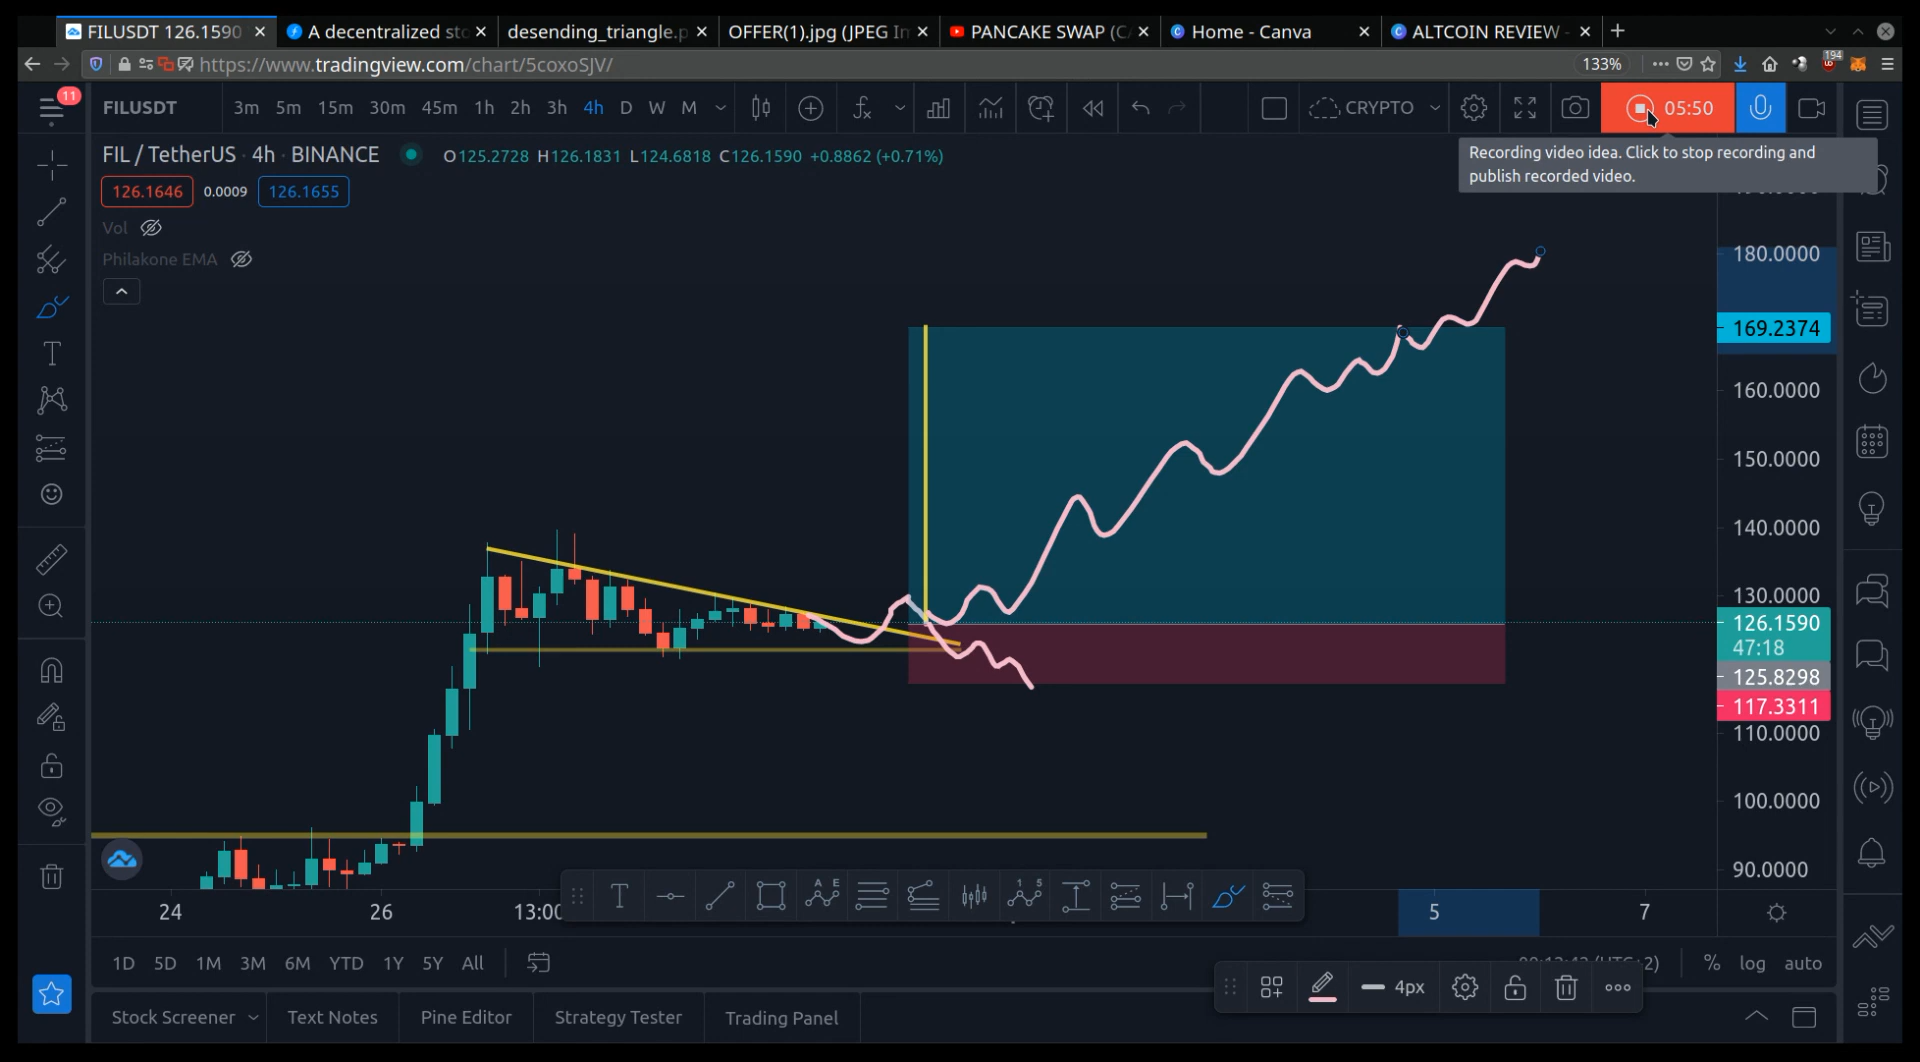 FILUSDT 126.1590
A decentralized sto
desending_triangle.p
OFFER(1).jpg (JPEG Im
PANCAKE SWAP (CA
Home - Canva
ALTCOIN REVIEW -
https://www.tradingview.com/chart/5coxoSJV/
133%
194
11
FILUSDT
3m 5m 15m 30m 45m 1h 2h 3h 4h D W M
CRYPTO
05:50
Recording video idea. Click to stop recording and
publish recorded video.
FIL / TetherUS · 4h · BINANCE
O125.2728 H126.1831 L124.6818 C126.1590 +0.8862 (+0.71%)
126.1646 0.0009 126.1655
Vol
Philakone EMA
180.0000
169.2374
160.0000
150.0000
140.0000
130.0000
126.1590
47:18
125.8298
117.3311
110.0000
100.0000
90.0000
24 26 13:00 5 7
1D 5D 1M 3M 6M YTD 1Y 5Y All
% log auto
4px
Stock Screener Text Notes Pine Editor Strategy Tester Trading Panel